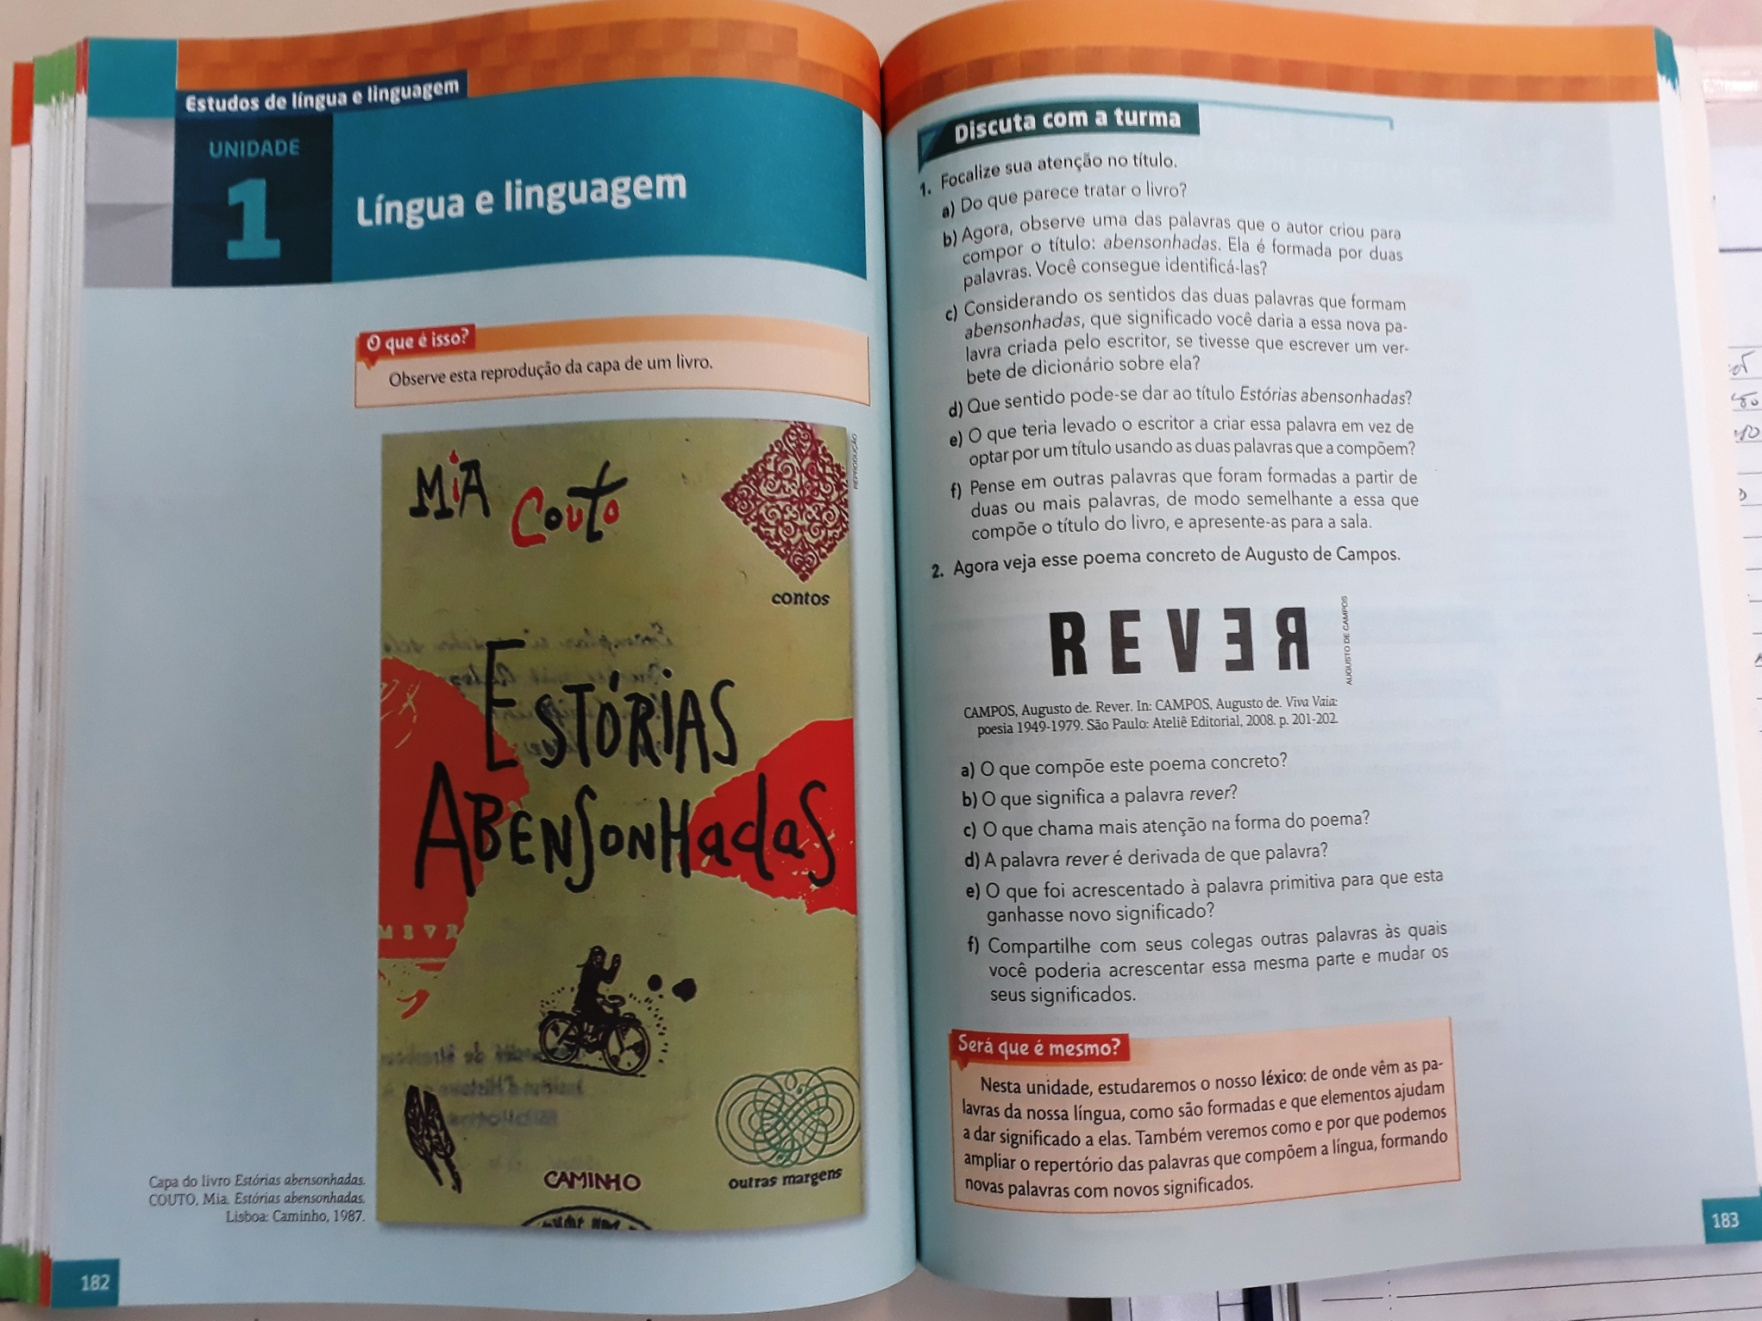 Estudos de língua e linguagem
UNIDADE
1
Língua e linguagem
O que é isso?
Observe esta reprodução da capa de um livro.
MiA
Couto
REPRODUÇÃO
contos
ESTÓRIAS
ABENSONHADAS
CAMINHO
outras margens
Capa do livro Estórias abensonhadas.
COUTO, Mia. Estórias abensonhadas.
Lisboa: Caminho, 1987.
182
Discuta com a turma
1. Focalize sua atenção no título.
a) Do que parece tratar o livro?
b) Agora, observe uma das palavras que o autor criou para
compor o título: abensonhadas. Ela é formada por duas
palavras. Você consegue identificá-las?
c) Considerando os sentidos das duas palavras que formam
abensonhadas, que significado você daria a essa nova pa-
lavra criada pelo escritor, se tivesse que escrever um ver-
bete de dicionário sobre ela?
d) Que sentido pode-se dar ao título Estórias abensonhadas?
e) O que teria levado o escritor a criar essa palavra em vez de
optar por um título usando as duas palavras que a compõem?
f) Pense em outras palavras que foram formadas a partir de
duas ou mais palavras, de modo semelhante a essa que
compõe o título do livro, e apresente-as para a sala.
2. Agora veja esse poema concreto de Augusto de Campos.
REVER
AUGUSTO DE CAMPOS
CAMPOS, Augusto de. Rever. In: CAMPOS, Augusto de. Viva Vaia:
poesia 1949-1979. São Paulo: Ateliê Editorial, 2008. p. 201-202.
a) O que compõe este poema concreto?
b) O que significa a palavra rever?
c) O que chama mais atenção na forma do poema?
d) A palavra rever é derivada de que palavra?
e) O que foi acrescentado à palavra primitiva para que esta
ganhasse novo significado?
f) Compartilhe com seus colegas outras palavras às quais
você poderia acrescentar essa mesma parte e mudar os
seus significados.
Será que é mesmo?
Nesta unidade, estudaremos o nosso léxico: de onde vêm as pa-
lavras da nossa língua, como são formadas e que elementos ajudam
a dar significado a elas. Também veremos como e por que podemos
ampliar o repertório das palavras que compõem a língua, formando
novas palavras com novos significados.
183